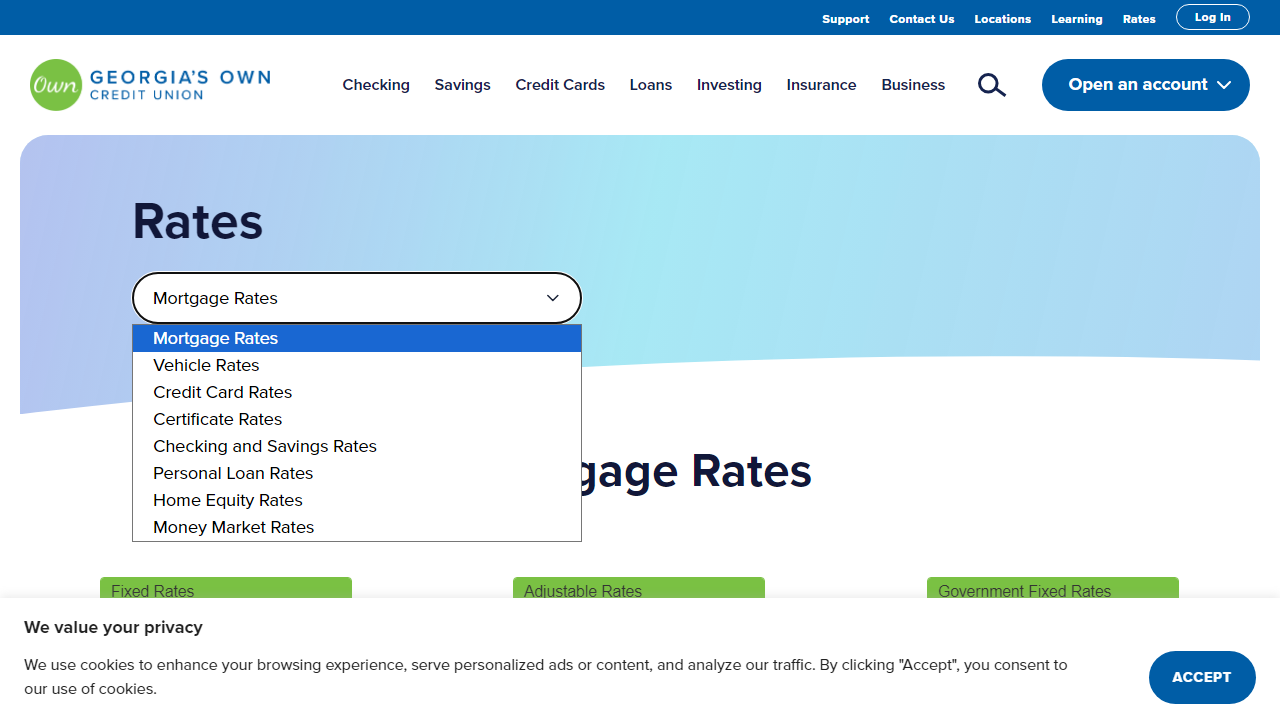 Support Contact Us Locations Learning Rates Log In
Own GEORGIA'S OWN
CREDIT UNION
Checking Savings Credit Cards Loans Investing Insurance Business Open an account
Rates
Mortgage Rates
Mortgage Rates
Vehicle Rates
Credit Card Rates
Certificate Rates
Checking and Savings Rates
Personal Loan Rates
Home Equity Rates
Money Market Rates
gage Rates
Fixed Rates Adjustable Rates Government Fixed Rates
We value your privacy
We use cookies to enhance your browsing experience, serve personalized ads or content, and analyze our traffic. By clicking "Accept", you consent to
our use of cookies.
ACCEPT